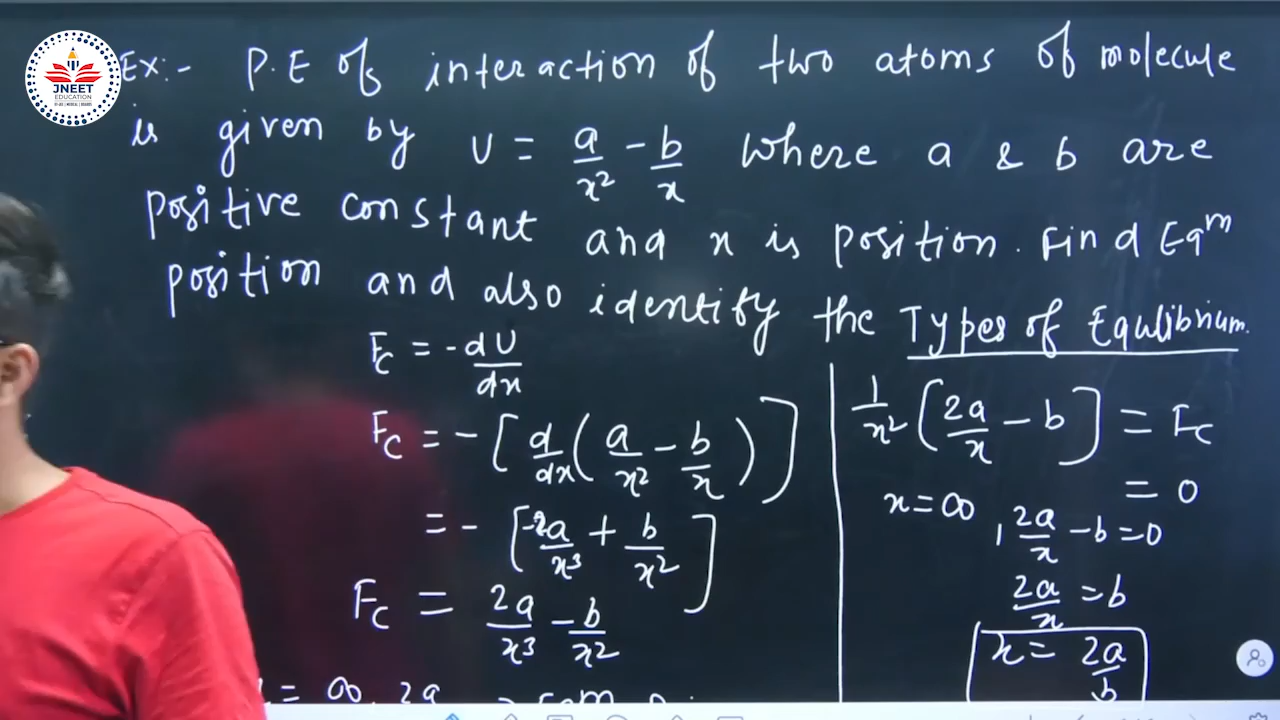 JNEET
EDUCATION
Ex:- P.E of interaction of two atoms of molecule
is given by U = a/x² - b/x where a & b are
positive constant and x is position. Find Eqᵐ
position and also identify the Types of Equlibrium.
Fc = -dU/dx
Fc = -[d/dx(a/x² - b/x)]
= -[-2a/x³ + b/x²]
Fc = 2a/x³ - b/x²
1/x²[2a/x - b] = Fc
= 0
x=∞, 2a/x - b=0
2a/x = b
x = 2a/b